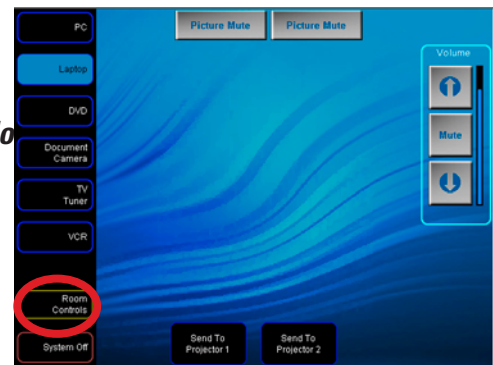 PC
Picture Mute
Picture Mute
Volume
Laptop
DVD
lo
Mute
Document
Camera
TV
Tuner
VCR
Room
Controls
System Off
Send To
Projector 1
Send To
Projector 2